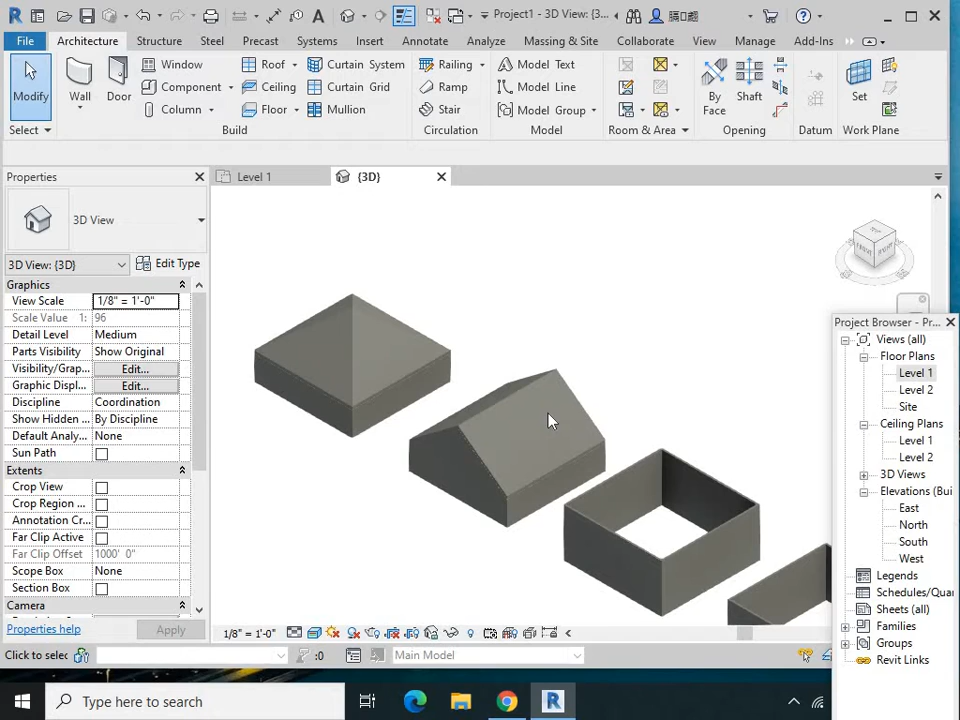 Project1 - 3D View: {3...
File Architecture Structure Steel Precast Systems Insert Annotate Analyze Massing & Site Collaborate View Manage Add-Ins
Modify Wall Door Window Roof Curtain System Railing Model Text By Face Shaft Set
Component Ceiling Curtain Grid Ramp Model Line
Column Floor Mullion Stair Model Group
Select Build Circulation Model Room & Area Opening Datum Work Plane
Properties
Level 1 {3D}
3D View
3D View: {3D} Edit Type
Graphics
View Scale 1/8" = 1'-0"
Scale Value 1: 96
Detail Level Medium
Parts Visibility Show Original
Visibility/Grap... Edit...
Graphic Displ... Edit...
Discipline Coordination
Show Hidden ... By Discipline
Default Analy... None
Sun Path
Extents
Crop View
Crop Region ...
Annotation Cr...
Far Clip Active
Far Clip Offset 1000' 0"
Scope Box None
Section Box
Camera
Properties help Apply
FRONT
Project Browser - Pr...
Views (all)
Floor Plans
Level 1
Level 2
Site
Ceiling Plans
Level 1
Level 2
3D Views
Elevations (Bui
East
North
South
West
Legends
Schedules/Qua
Sheets (all)
Families
Groups
Revit Links
1/8" = 1'-0"
Click to selec :0 Main Model
Type here to search